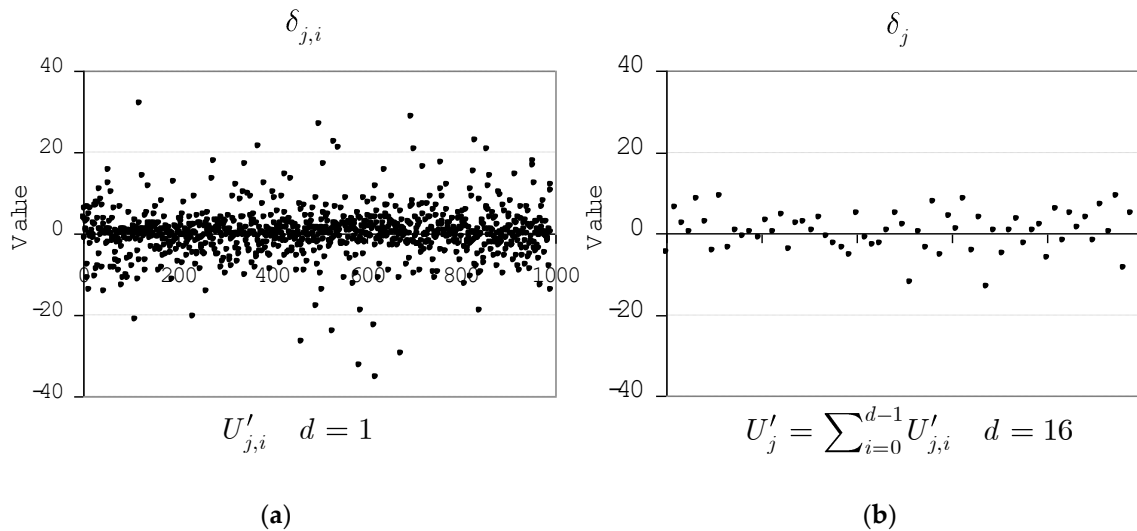 δ_{j,i}
Value
40
20
0
−20
−40
200
400
600
800
1000
U′_{j,i} d = 1
(a)
δ_j
Value
40
20
0
−20
−40
U′_j = ∑_{i=0}^{d−1} U′_{j,i} d = 16
(b)